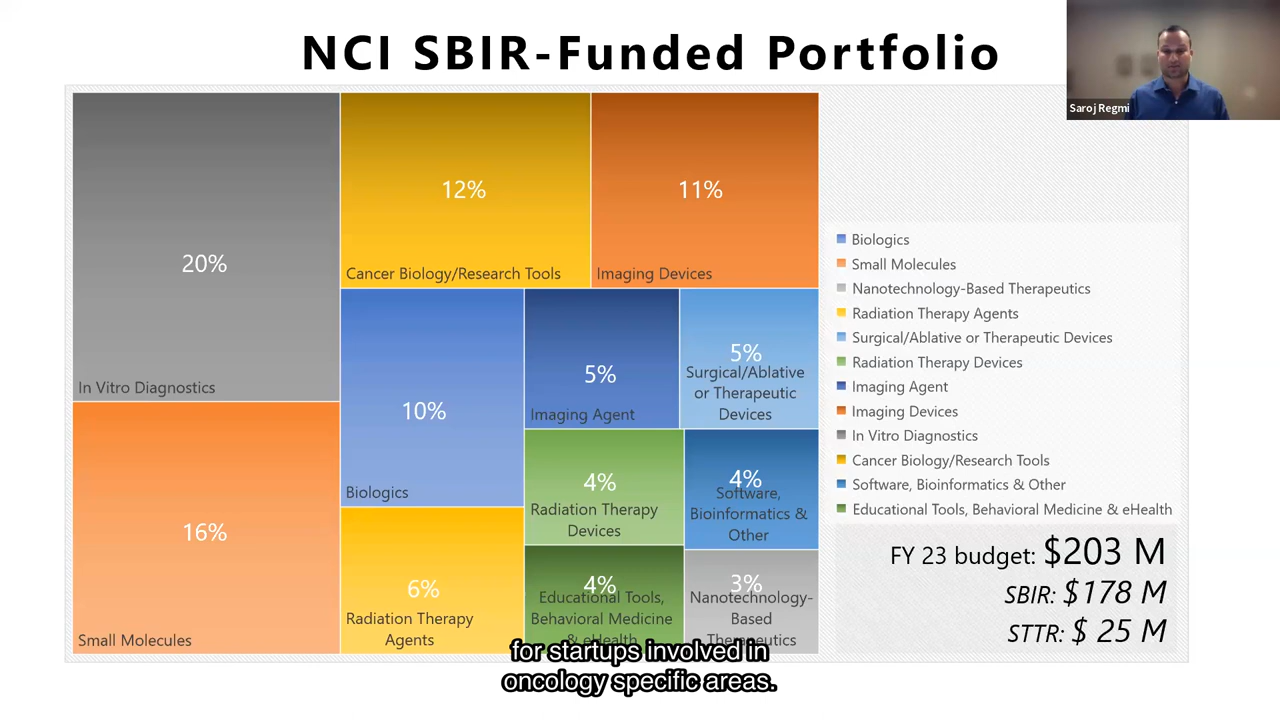 NCI SBIR-Funded Portfolio
Saroj Regmi
20%
In Vitro Diagnostics
12%
Cancer Biology/Research Tools
11%
Imaging Devices
16%
Small Molecules
10%
Biologics
5%
Imaging Agent
5%
Surgical/Ablative
or Therapeutic
Devices
6%
Radiation Therapy
Agents
4%
Radiation Therapy
Devices
4%
Software,
Bioinformatics &
Other
4%
Educational Tools,
Behavioral Medicine
& eHealth
3%
Nanotechnology-
Based
Therapeutics
Biologics
Small Molecules
Nanotechnology-Based Therapeutics
Radiation Therapy Agents
Surgical/Ablative or Therapeutic Devices
Radiation Therapy Devices
Imaging Agent
Imaging Devices
In Vitro Diagnostics
Cancer Biology/Research Tools
Software, Bioinformatics & Other
Educational Tools, Behavioral Medicine & eHealth
FY 23 budget: $203 M
SBIR: $178 M
STTR: $ 25 M
for startups involved in
oncology specific areas.